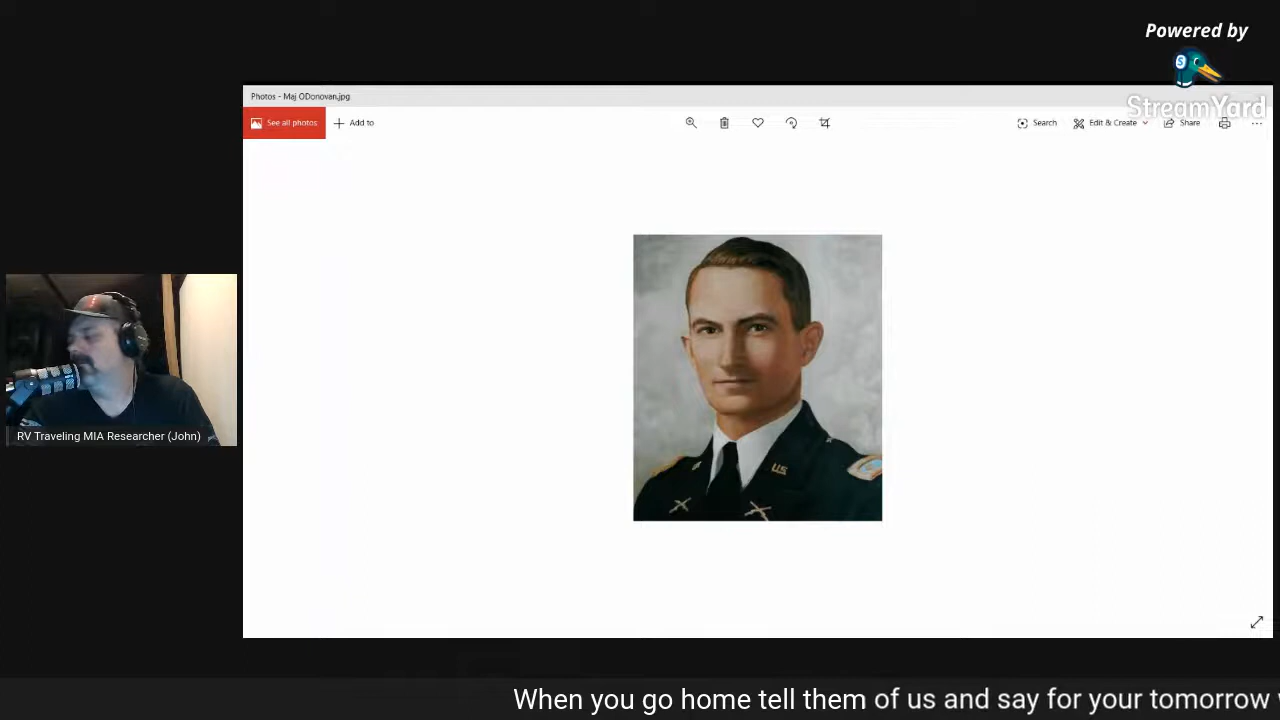 Powered by
StreamYard
Photos - Maj ODonovan.jpg
See all photos
Add to
Search
Edit & Create
Share
US
RV Traveling MIA Researcher (John)
When you go home tell them of us and say for your tomorrow